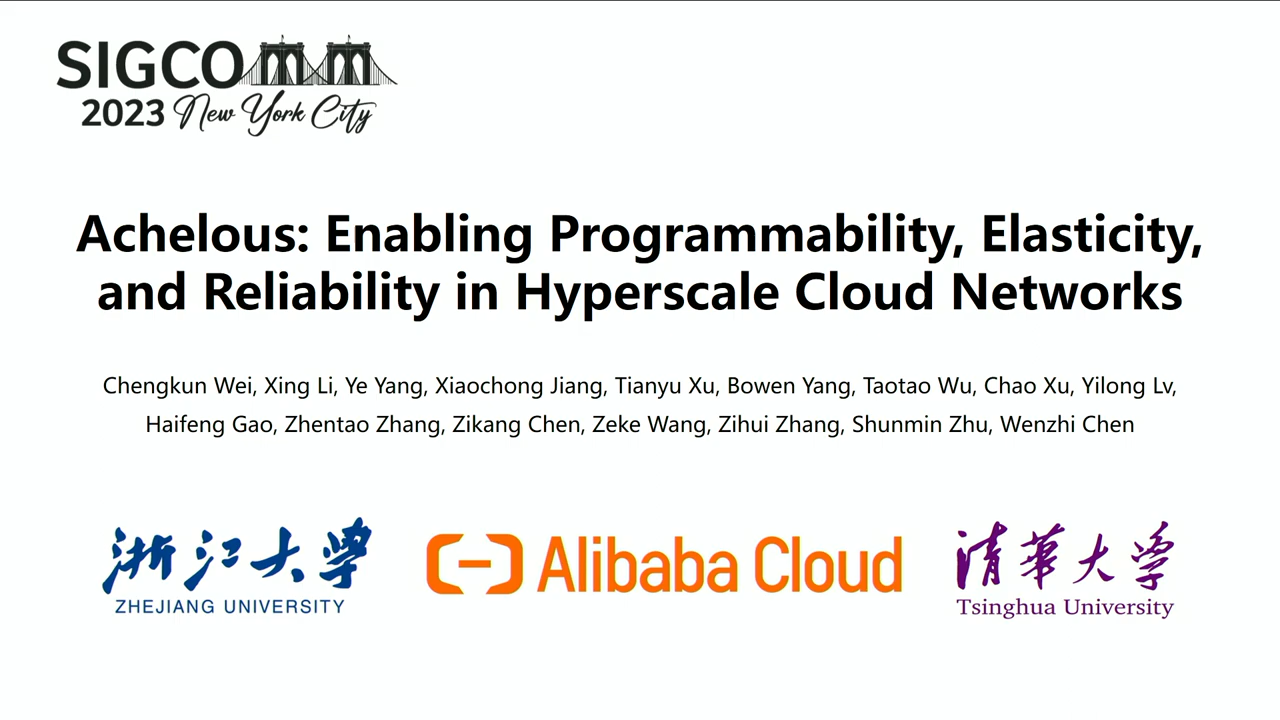 SIGCOMM
2023 New York City
Achelous: Enabling Programmability, Elasticity,
and Reliability in Hyperscale Cloud Networks
Chengkun Wei, Xing Li, Ye Yang, Xiaochong Jiang, Tianyu Xu, Bowen Yang, Taotao Wu, Chao Xu, Yilong Lv,
Haifeng Gao, Zhentao Zhang, Zikang Chen, Zeke Wang, Zihui Zhang, Shunmin Zhu, Wenzhi Chen
浙江大学
ZHEJIANG UNIVERSITY
Alibaba Cloud
清華大学
Tsinghua University